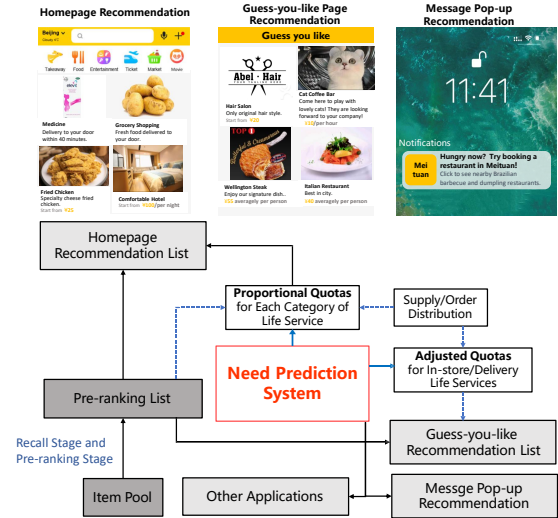 Homepage Recommendation
Guess-you-like Page
Recommendation
Message Pop-up
Recommendation
Beijing
Takeaway Food Entertainment Ticket Market More
Medicine
Delivery to your door
within 40 minutes.
Grocery Shopping
Fresh food delivered to
your door.
Fried Chicken
Specialty cheese fried
chicken.
Start from ¥35
Comfortable Hotel
Start from ¥220/per night
Guess you like
Abel · Hair
Hair Salon
Only original hair style.
Start from ¥20
Cat Coffee Bar
Come here to play with
lovely cats! They are looking
forward to your company!
/per hour
TOP 1
Wellington Steak
Enjoy our signature dish..
averagely per person
Italian Restaurant
Best in city.
averagely per person
11:41
Notifications
Mei
tuan
Hungry now? Try booking a
restaurant in Meituan!
Click to see nearby Brazilian
barbecue and dumpling restaurants.
Homepage
Recommendation List
Proportional Quotas
for Each Category of
Life Service
Supply/Order
Distribution
Need Prediction
System
Adjusted Quotas
for In-store/Delivery
Life Services
Pre-ranking List
Recall Stage and
Pre-ranking Stage
Guess-you-like
Recommendation List
Item Pool
Other Applications
Messge Pop-up
Recommendation